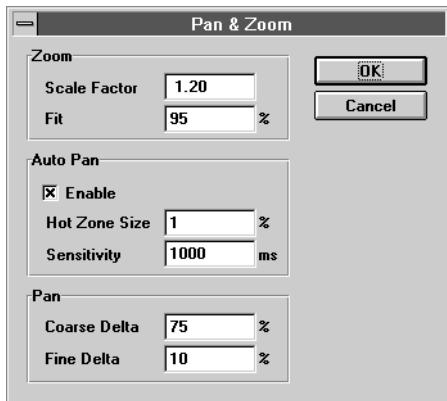 Pan & Zoom
Zoom
Scale Factor 1.20
Fit 95 %
OK
Cancel
Auto Pan
Enable
Hot Zone Size 1 %
Sensitivity 1000 ms
Pan
Coarse Delta 75 %
Fine Delta 10 %